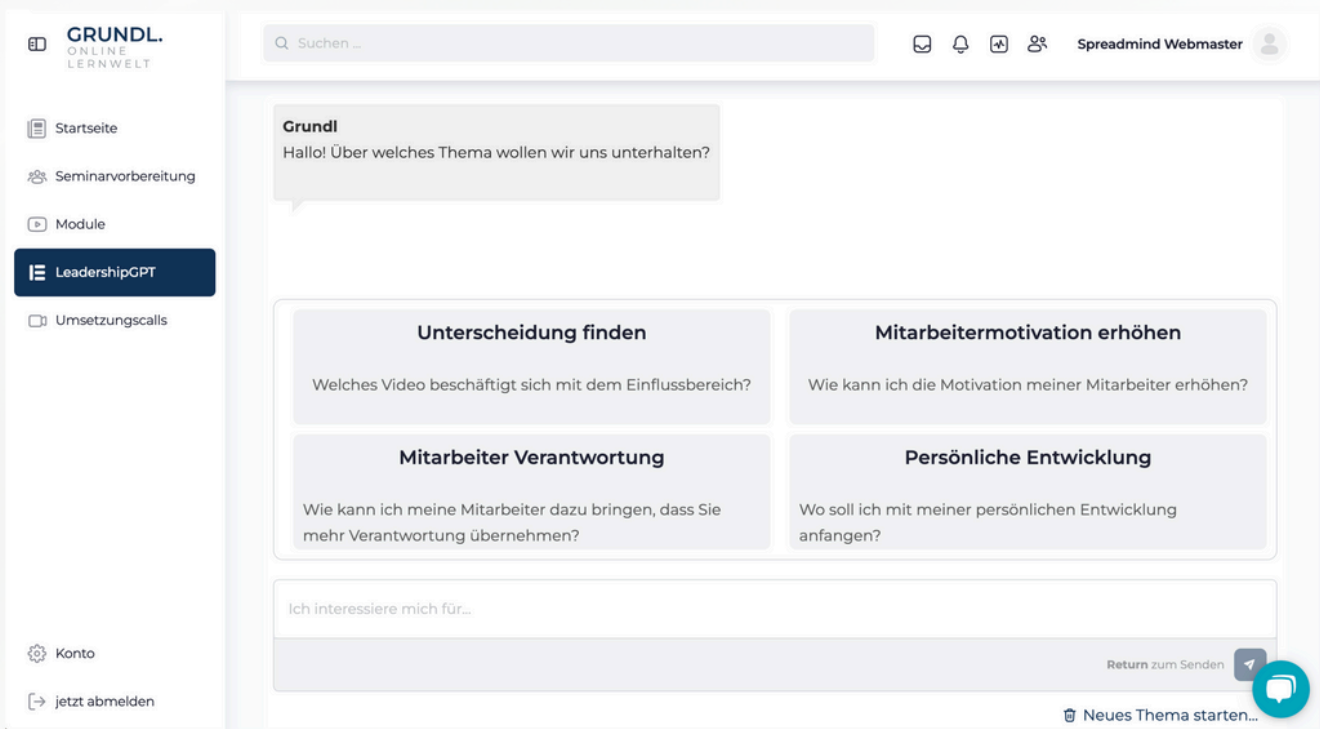 GRUNDL.
ONLINE
LERNWELT
Suchen ...
Spreadmind Webmaster
Startseite
Seminarvorbereitung
Module
LeadershipGPT
Umsetzungscalls
Konto
jetzt abmelden
Grundl
Hallo! Über welches Thema wollen wir uns unterhalten?
Unterscheidung finden
Welches Video beschäftigt sich mit dem Einflussbereich?
Mitarbeitermotivation erhöhen
Wie kann ich die Motivation meiner Mitarbeiter erhöhen?
Mitarbeiter Verantwortung
Wie kann ich meine Mitarbeiter dazu bringen, dass Sie
mehr Verantwortung übernehmen?
Persönliche Entwicklung
Wo soll ich mit meiner persönlichen Entwicklung
anfangen?
Ich interessiere mich für...
Return zum Senden
Neues Thema starten...